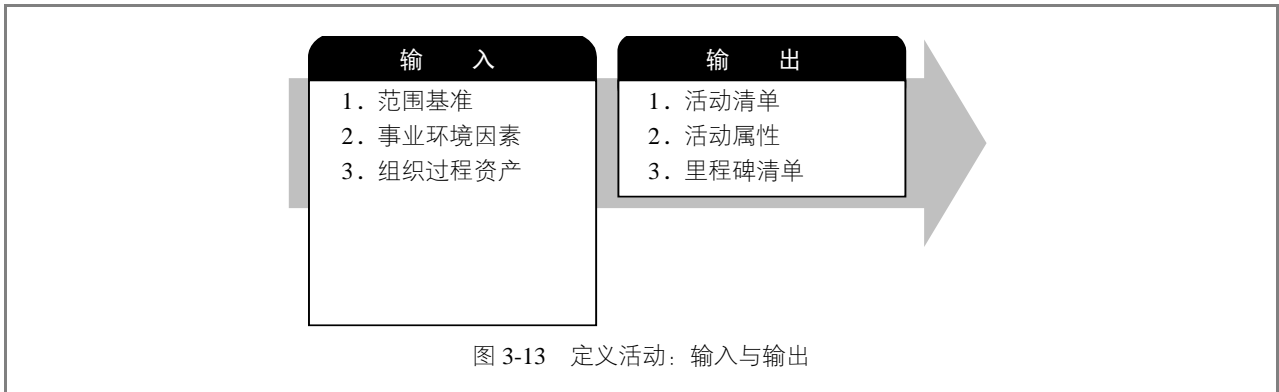 输 入
1. 范围基准
2. 事业环境因素
3. 组织过程资产
输 出
1. 活动清单
2. 活动属性
3. 里程碑清单
图 3-13 定义活动：输入与输出